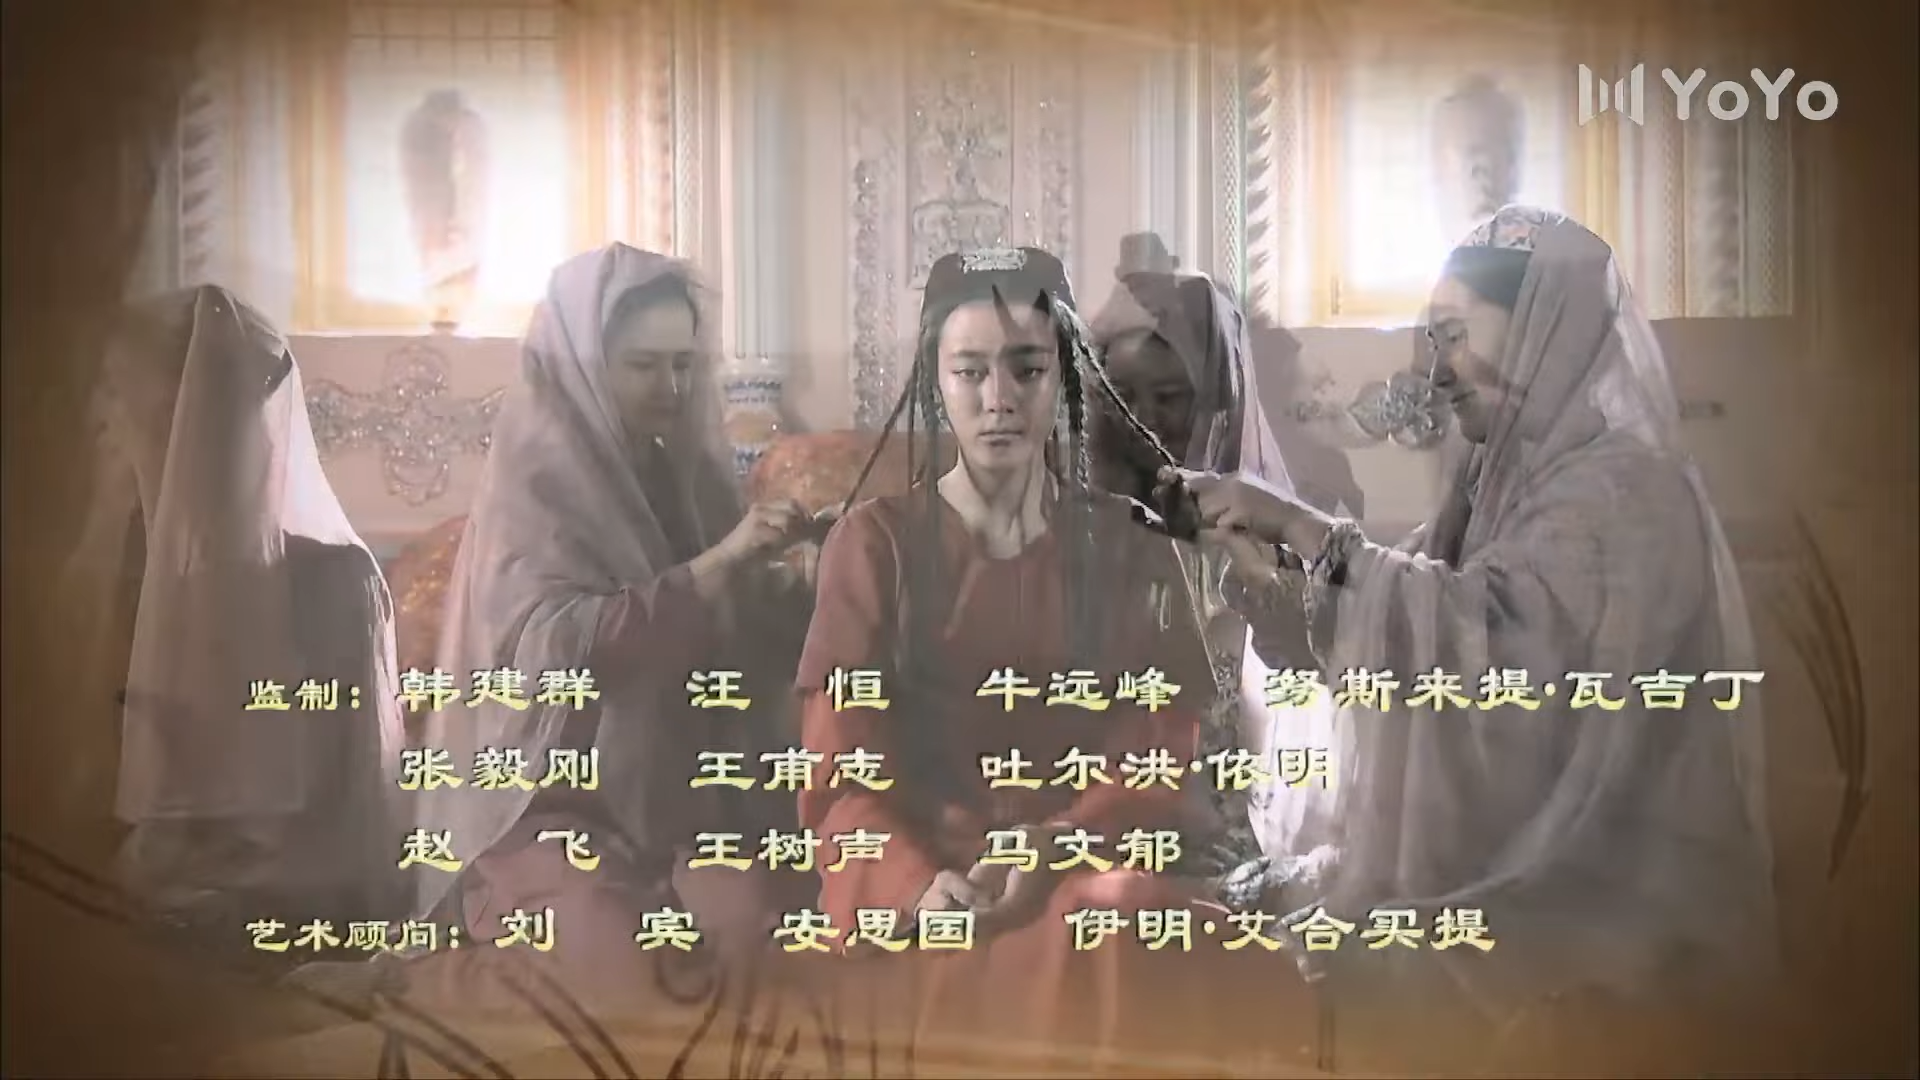 YoYo
监制：韩建群 汪恒 牛远峰 努斯来提·瓦吉丁
张毅刚 王甫志 吐尔洪·依明
赵飞 王树声 马文郁
艺术顾问：刘宾 安思国 伊明·艾合买提